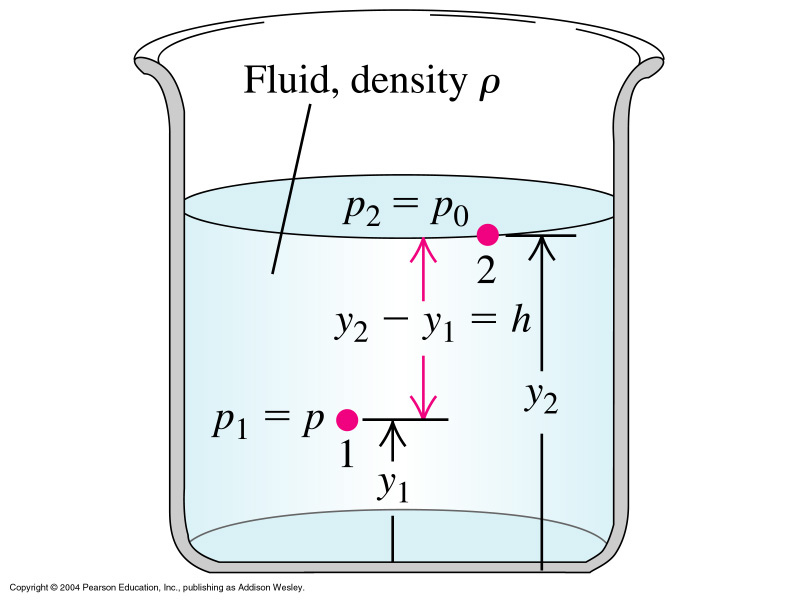 Fluid, density ρ
p₂ = p₀
2
y₂ − y₁ = h
y₂
p₁ = p
1
y₁
Copyright © 2004 Pearson Education, Inc., publishing as Addison Wesley.